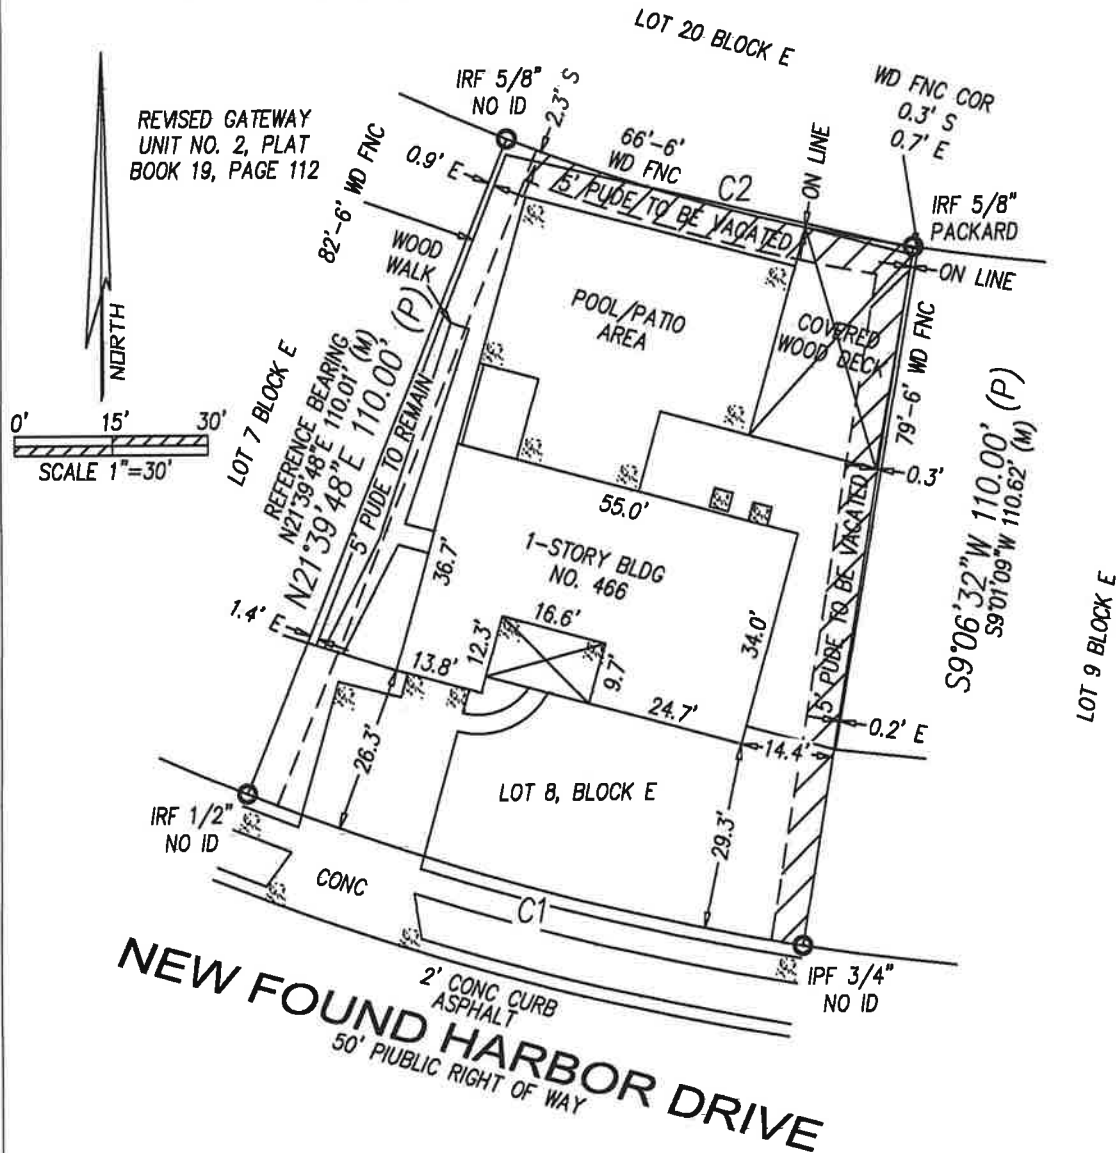 LOT 20 BLOCK E
IRF 5/8"
NO ID
2.3' S
WD FNC COR
0.3' S
0.7' E
REVISED GATEWAY
UNIT NO. 2, PLAT
BOOK 19, PAGE 112
82'-6' WD FNC
0.9' E
66'-6'
WD FNC
C2
ON LINE
5' PUDE TO BE VACATED
IRF 5/8"
PACKARD
ON LINE
WOOD
WALK
POOL/PATIO
AREA
COVERED
WOOD DECK
79'-6' WD FNC
NORTH
0' 15' 30'
SCALE 1"=30'
LOT 7 BLOCK E
REFERENCE BEARING
N21°39'48"E 110.01' (M)
N21°39'48"E 110.00' (P)
5' PUDE TO REMAIN
0.3'
S9°06'32"W 110.00' (P)
S9°01'09"W 110.62' (M)
LOT 9 BLOCK E
55.0'
1-STORY BLDG
NO. 466
36.7'
16.6'
12.3'
9.7'
34.0'
5' PUDE TO BE VACATED
1.4' E
13.8'
24.7'
0.2' E
14.4'
26.3'
29.3'
LOT 8, BLOCK E
IRF 1/2"
NO ID
CONC
C1
IPF 3/4"
NO ID
2' CONC CURB
ASPHALT
NEW FOUND HARBOR DRIVE
50' PIUBLIC RIGHT OF WAY